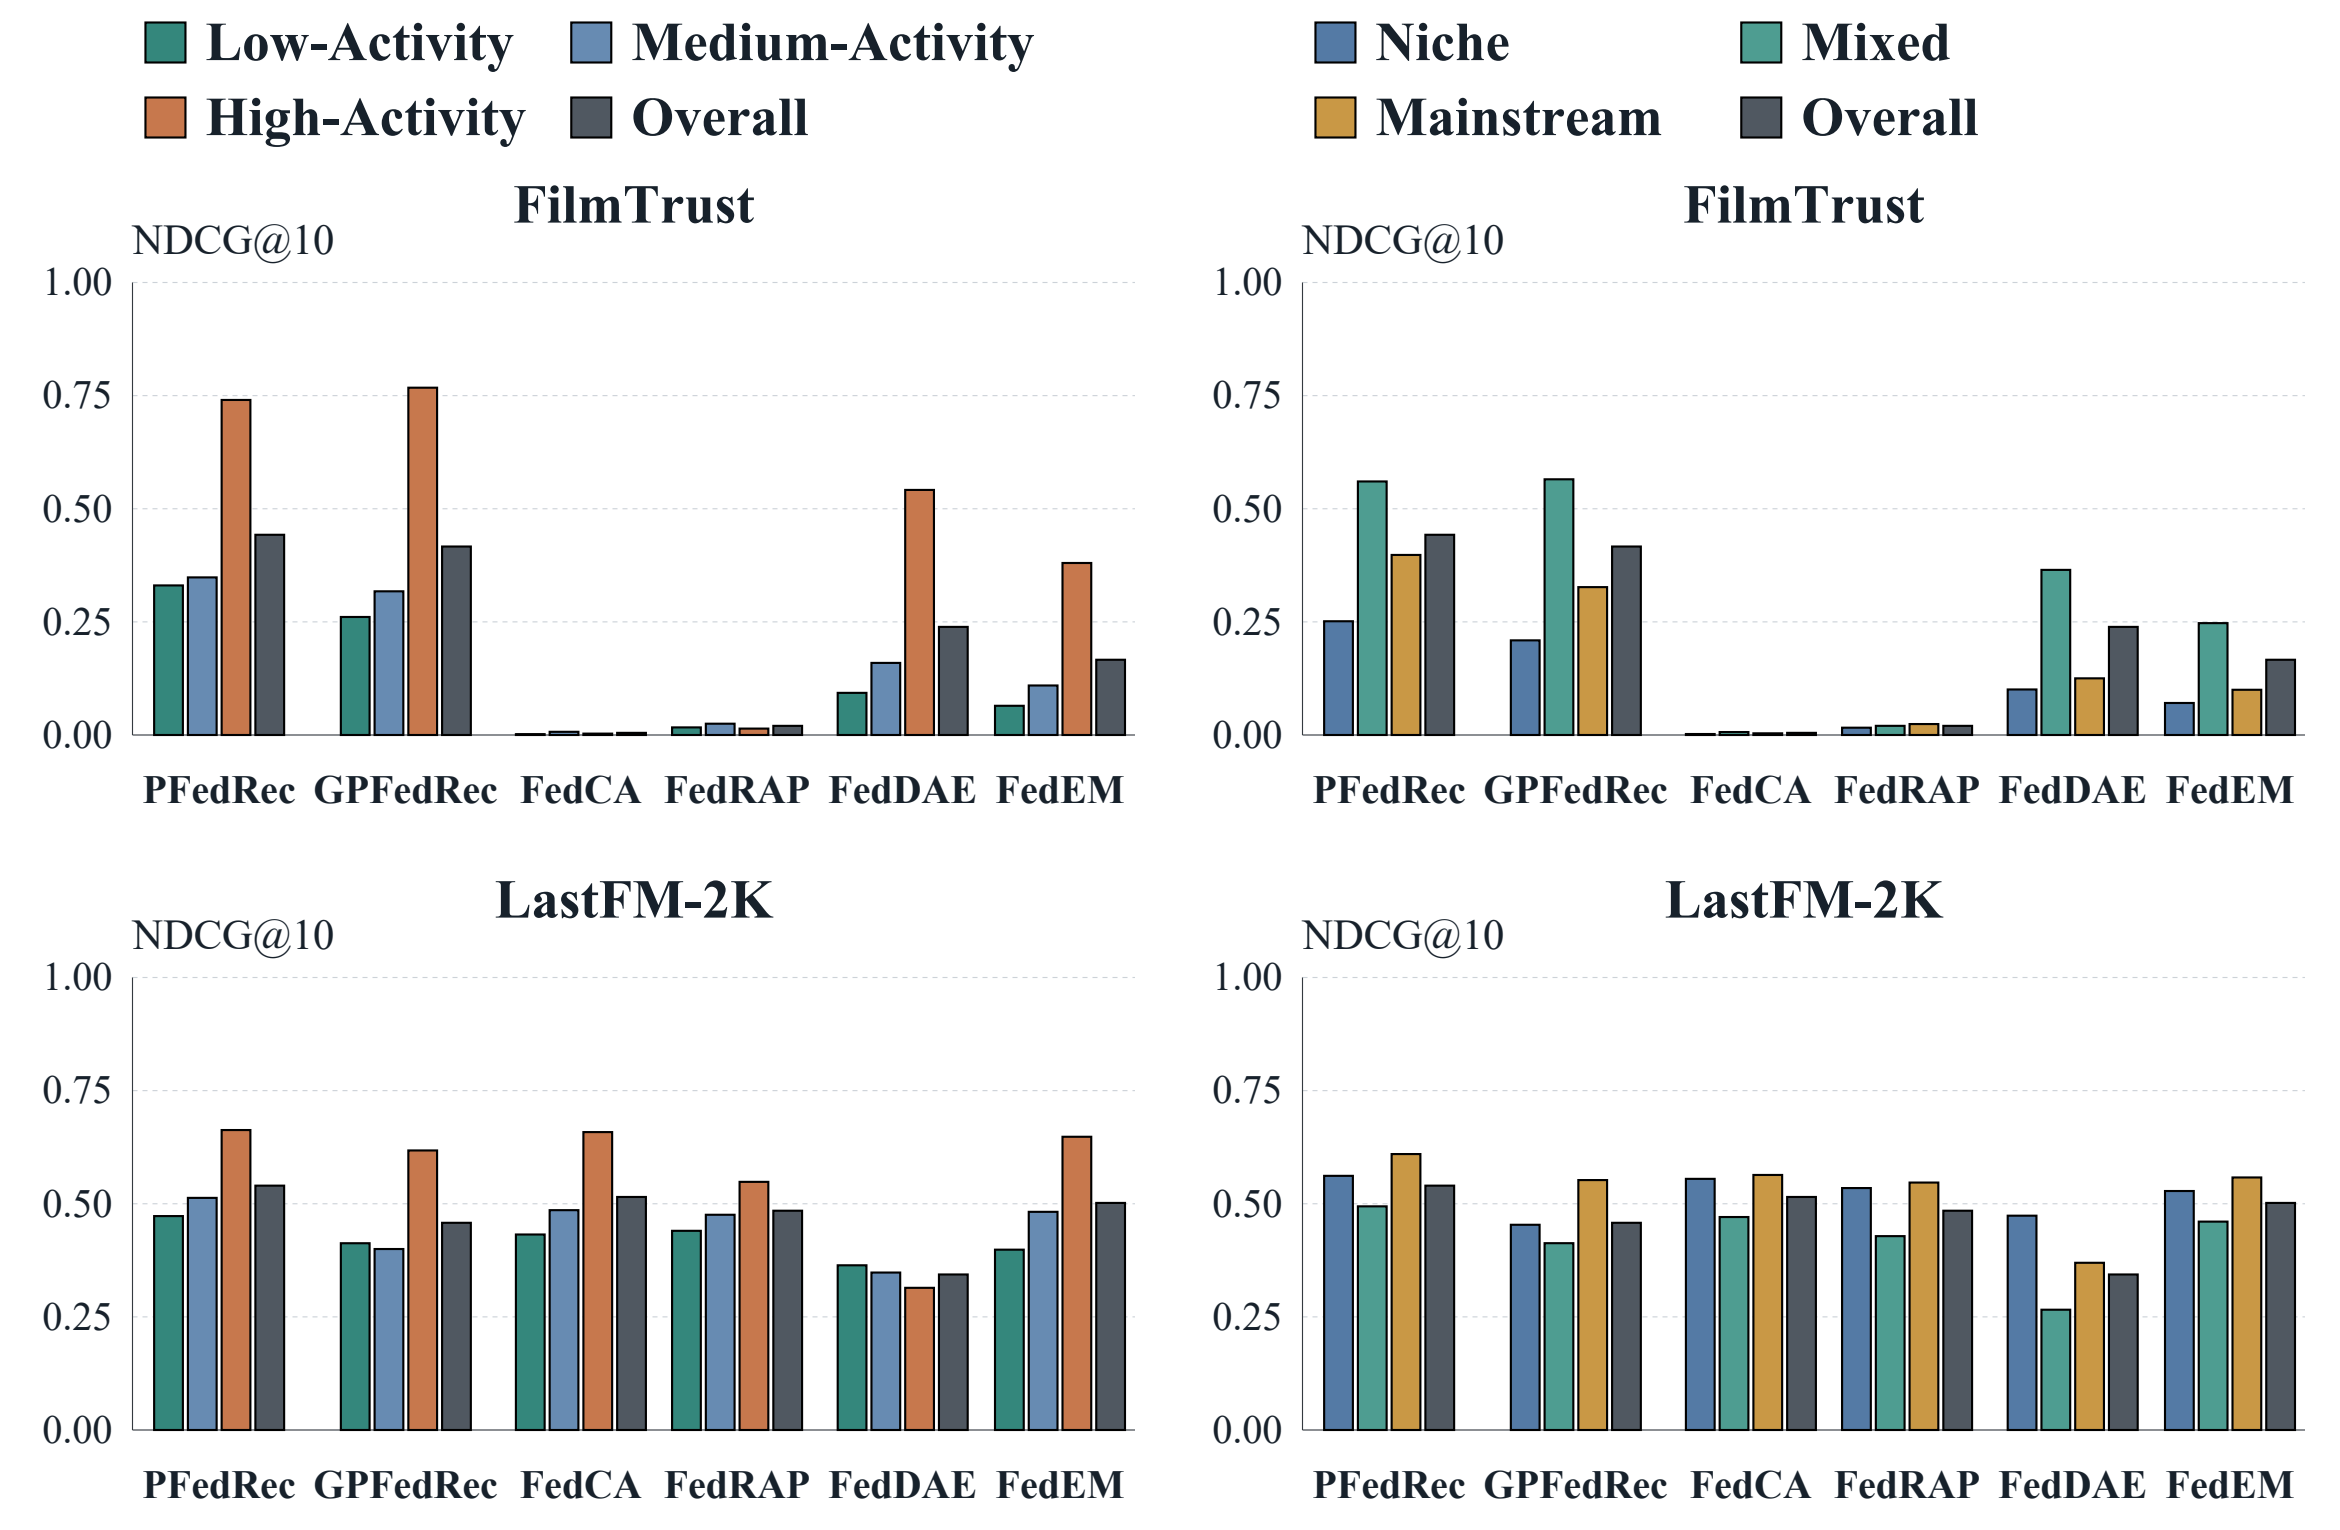 Low-Activity Medium-Activity
High-Activity Overall
Niche Mixed
Mainstream Overall
FilmTrust
NDCG@10
1.00
0.75
0.50
0.25
0.00
PFedRec GPFedRec FedCA FedRAP FedDAE FedEM
FilmTrust
NDCG@10
1.00
0.75
0.50
0.25
0.00
PFedRec GPFedRec FedCA FedRAP FedDAE FedEM
LastFM-2K
NDCG@10
1.00
0.75
0.50
0.25
0.00
PFedRec GPFedRec FedCA FedRAP FedDAE FedEM
LastFM-2K
NDCG@10
1.00
0.75
0.50
0.25
0.00
PFedRec GPFedRec FedCA FedRAP FedDAE FedEM